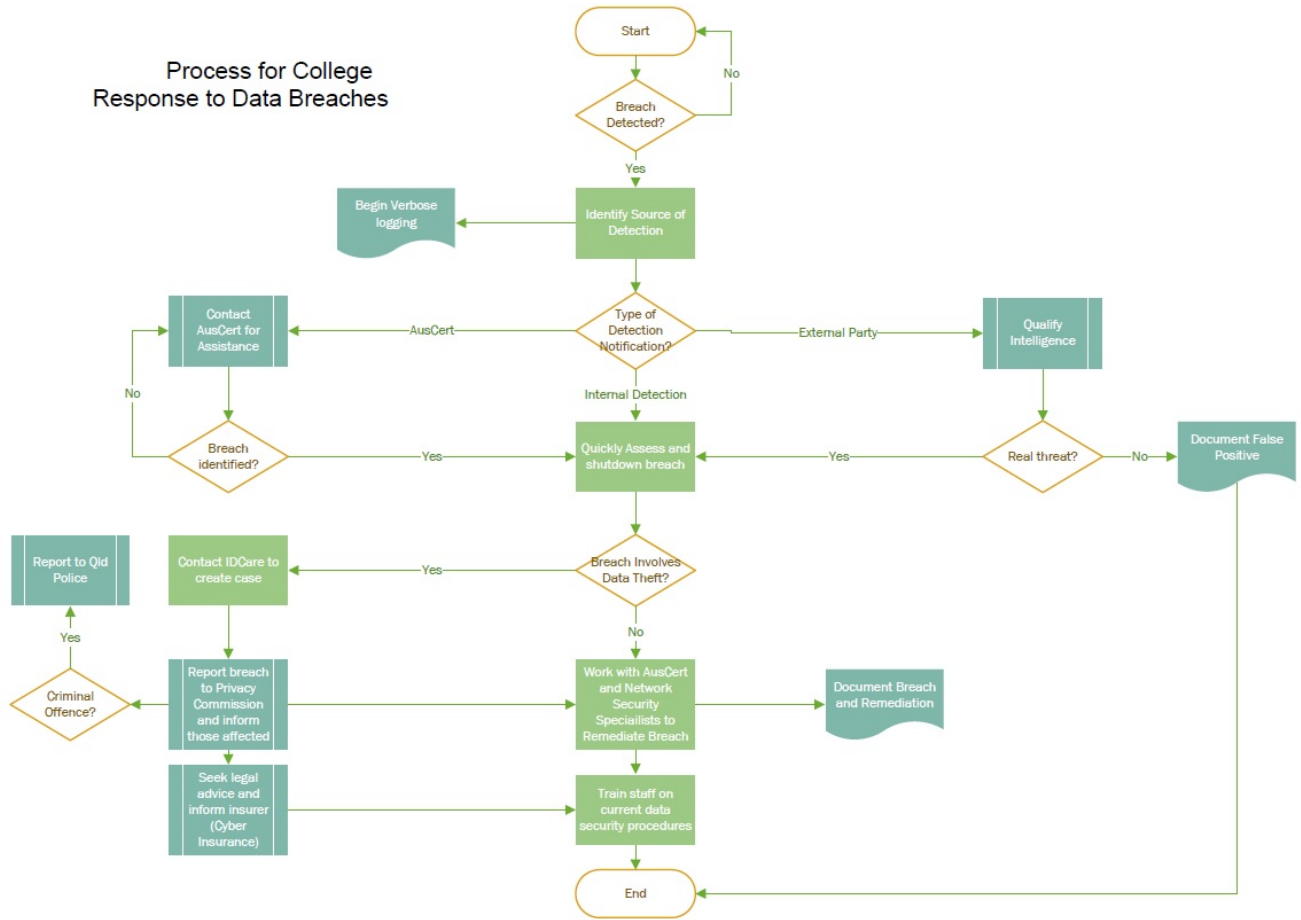 Start
Process for College
Response to Data Breaches
No
Breach
Detected?
Yes
Begin Verbose
logging
Identify Source of
Detection
Contact
AusCert for
Assistance
AusCert
Type of
Detection
Notification?
External Party
Qualify
Intelligence
No
Internal Detection
Breach
identified?
Yes
Quickly Assess and
shutdown breach
Yes
Real threat?
No
Document False
Positive
Report to Qld
Police
Contact IDCare to
create case
Yes
Breach Involves
Data Theft?
Yes
No
Criminal
Offence?
Report breach
to Privacy
Commission
and inform
those affected
Work with AusCert
and Network
Security
Speciailists to
Remediate Breach
Document Breach
and Remediation
Seek legal
advice and
inform insurer
(Cyber
Insurance)
Train staff on
current data
security procedures
End